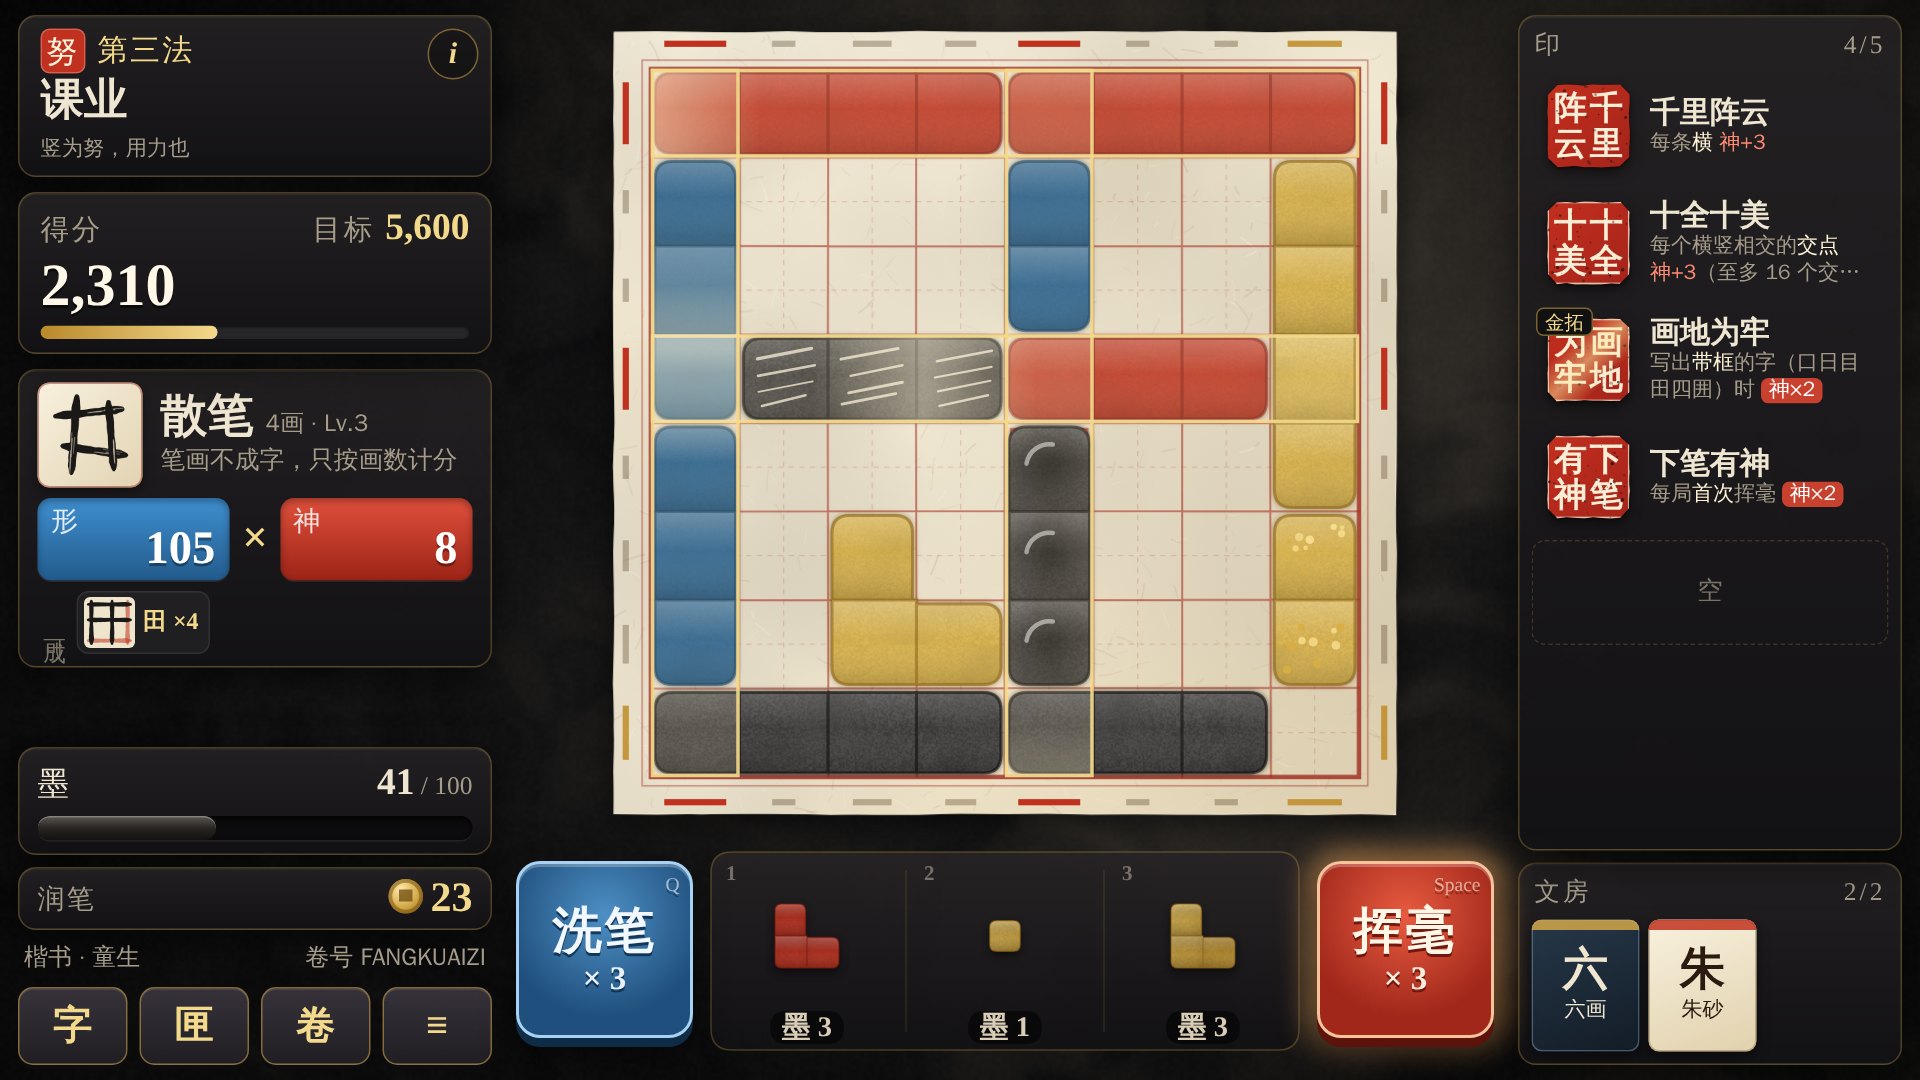 努 第三法
i
课业
竖为努，用力也
得分
目标 5,600
2,310
井
散笔 4画 · Lv.3
笔画不成字，只按画数计分
形 105 × 神 8
可成
田 田 ×4
墨 41 / 100
润笔 23
楷书 · 童生
卷号 FANGKUAIZI
字 匣 卷 ≡
Q
洗笔
× 3
1
墨 3
2
墨 1
3
墨 3
Space
挥毫
× 3
印 4/5
阵千
云里
千里阵云
每条横 神+3
十十
美全
十全十美
每个横竖相交的交点
神+3（至多 16 个交…
金拓
为画
牢地
画地为牢
写出带框的字（口日目
田四囲）时 神×2
有下
神笔
下笔有神
每局首次挥毫 神×2
空
文房 2/2
六
六画
朱
朱砂